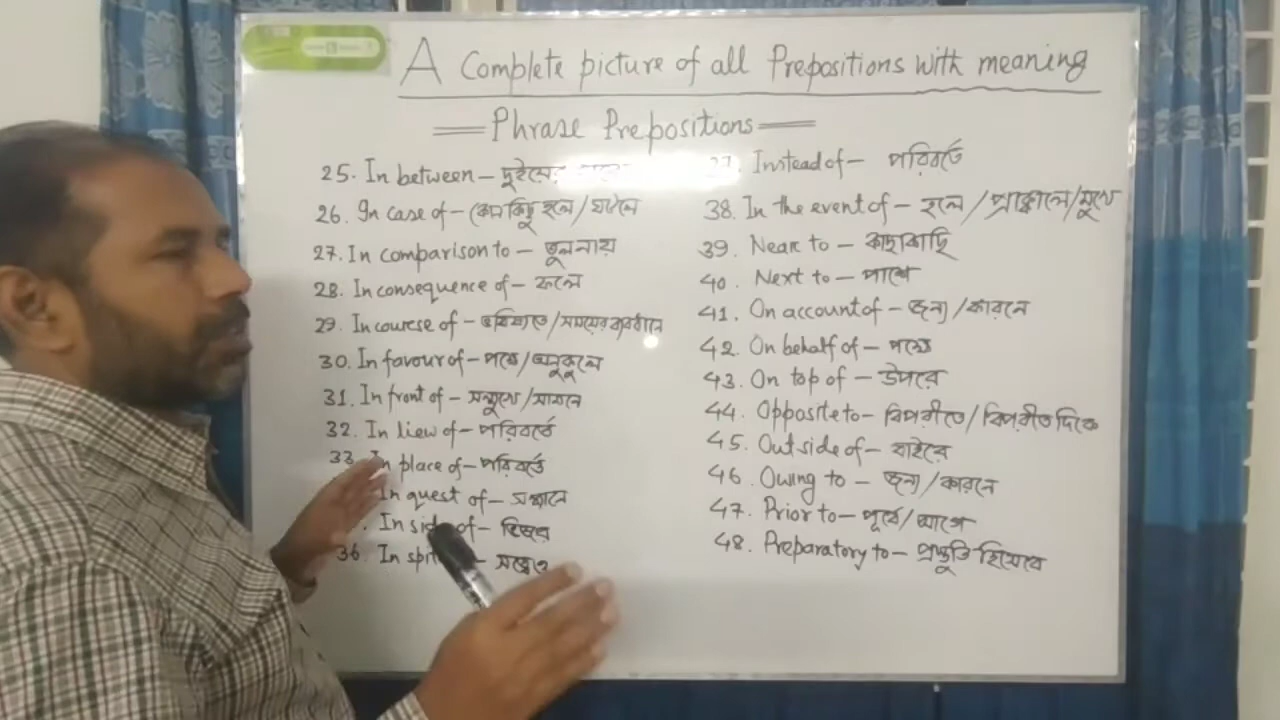 A Complete picture of all Prepositions with meaning
Phrase Prepositions
25. In between – দুইয়ের
26. In case of – কোন কিছু হলে / ঘটলে
27. In comparison to – তুলনায়
28. In consequence of – ফলে
29. In courese of – ভবিষ্যতে / সময়ের ব্যবধানে
30. In favour of – পক্ষে / অনুকূলে
31. In front of – সম্মুখে / সামনে
32. In liew of – পরিবর্তে
33. In place of – পরিবর্তে
In quest of – সন্ধানে
In side of –
36. In spi – সত্ত্বেও
Instead of – পরিবর্তে
38. In the event of – হলে / প্রাক্কালে / মুখে
39. Near to – কাছাকাছি
40. Next to – পাশে
41. On account of – জন্য / কারনে
42. On behalf of – পক্ষে
43. On top of – উপরে
44. Opposite to – বিপরীতে / বিপরীত দিকে
45. Outside of – বাইরে
46. Owing to – জন্য / কারনে
47. Prior to – পূর্বে / আগে
48. Preparatory to – প্রস্তুতি হিসেবে